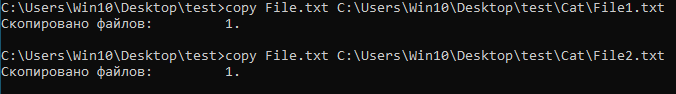 C:\Users\Win10\Desktop\test>copy File.txt C:\Users\Win10\Desktop\test\Cat\File1.txt
Скопировано файлов:         1.
C:\Users\Win10\Desktop\test>copy File.txt C:\Users\Win10\Desktop\test\Cat\File2.txt
Скопировано файлов:         1.